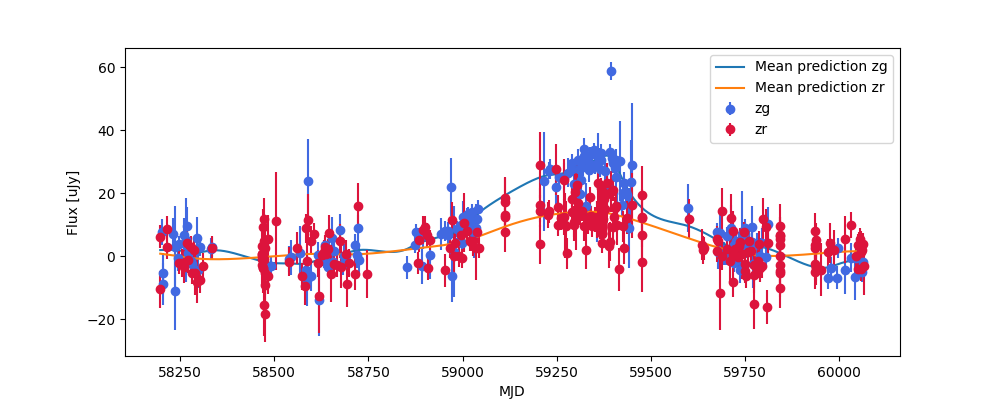 60
40
20
0
−20
Flux [uJy]
58250 58500 58750 59000 59250 59500 59750 60000
MJD
Mean prediction zg
Mean prediction zr
zg
zr